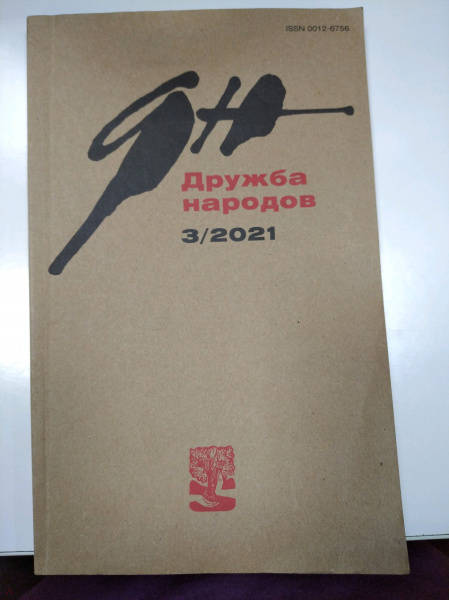 ISSN 0012-6756
дн
Дружба
народов
3/2021